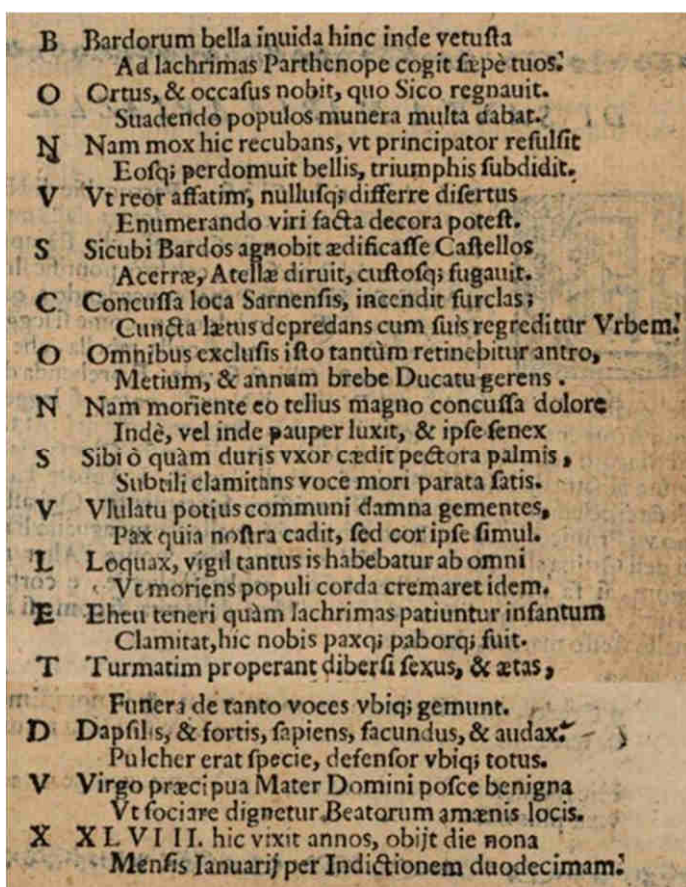 B Bardorum bella inuida hinc inde vetuſta
Ad lachrimas Parthenope cogit ſæpè tuos.
O Ortus, & occaſus nobit, quo Sico regnauit.
Suadendo populos munera multa dabat.
N Nam mox hic recubans, vt principator refulſit
Eoſq; perdomuit bellis, triumphis ſubdidit.
V Vt reor affatim, nulluſq; differre diſertus
Enumerando viri facta decora poteſt.
S Sicubi Bardos agnobit ædificaſſe Caſtellos
Acerræ, Atellæ diruit, cuſtoſq; fugauit.
C Concuſſa loca Sarnenſis, incendit furclas;
Cuncta lætus depredans cum ſuis regreditur Vrbem.
O Omnibus excluſis iſto tantùm retinebitur antro,
Metium, & annum brebe Ducatu gerens.
N Nam moriente eo tellus magno concuſſa dolore
Indè, vel inde pauper luxit, & ipſe ſenex
S Sibi ò quàm duris vxor cædit pectora palmis,
Subtili clamitans voce mori parata ſatis.
V Vlulatu potius communi damna gementes,
Pax quia noſtra cadit, ſed cor ipſe ſimul.
L Loquax, vigil tantus is habebatur ab omni
Vt moriens populi corda cremaret idem.
E Eheu teneri quàm lachrimas patiuntur infantum
Clamitat, hic nobis paxq; paborq; fuit.
T Turmatim properant diberſi ſexus, & ætas,
Funera de tanto voces vbiq; gemunt.
D Dapſilis, & fortis, ſapiens, facundus, & audax.
Pulcher erat ſpecie, defenſor vbiq; totus.
V Virgo præcipua Mater Domini poſce benigna
Vt ſociare dignetur Beatorum amænis locis.
X XLVIII. hic vixit annos, obijt die nona
Menſis Ianuarij per Indictionem duodecimam.